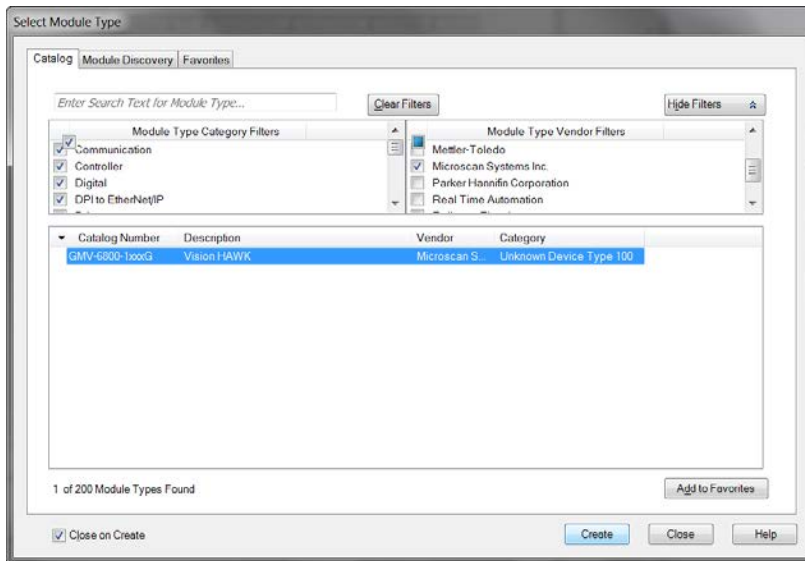 Select Module Type
Catalog Module Discovery Favorites
Enter Search Text for Module Type...
Clear Filters
Hide Filters
Module Type Category Filters
Communication
Controller
Digital
DPI to EtherNet/IP
Module Type Vendor Filters
Mettler-Toledo
Microscan Systems Inc.
Parker Hannifin Corporation
Real Time Automation
Catalog Number Description Vendor Category
GMV-6800-1xxxG Vision HAWK Microscan S... Unknown Device Type 100
1 of 200 Module Types Found
Add to Favorites
Close on Create
Create Close Help